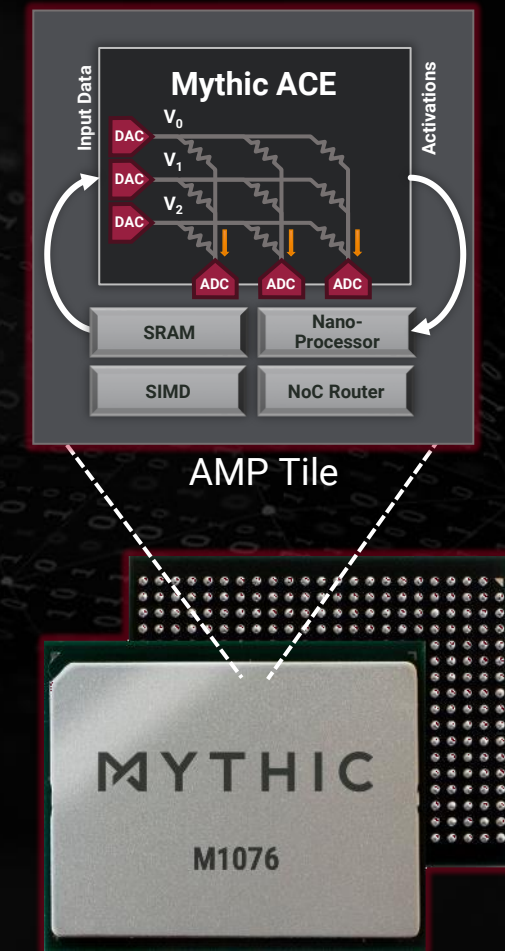 Mythic ACE
Input Data
Activations
DAC
V0
DAC
V1
DAC
V2
ADC
ADC
ADC
SRAM
Nano-
Processor
SIMD
NoC Router
AMP Tile
MYTHIC
M1076